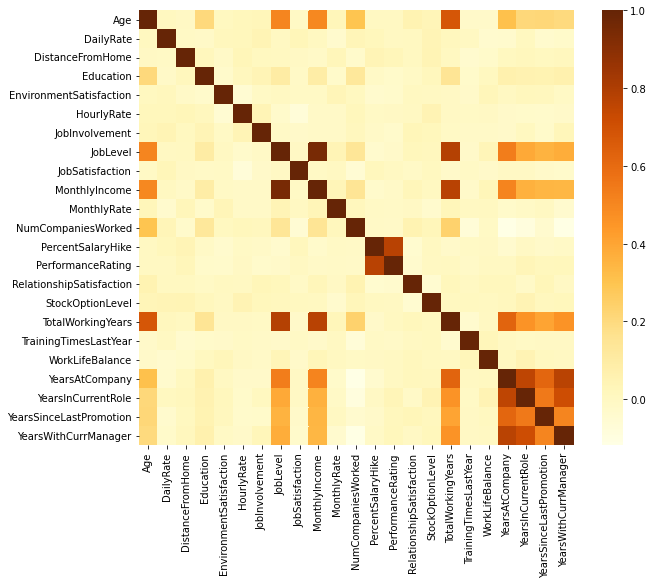 Age
DailyRate
DistanceFromHome
Education
EnvironmentSatisfaction
HourlyRate
JobInvolvement
JobLevel
JobSatisfaction
MonthlyIncome
MonthlyRate
NumCompaniesWorked
PercentSalaryHike
PerformanceRating
RelationshipSatisfaction
StockOptionLevel
TotalWorkingYears
TrainingTimesLastYear
WorkLifeBalance
YearsAtCompany
YearsInCurrentRole
YearsSinceLastPromotion
YearsWithCurrManager
Age
DailyRate
DistanceFromHome
Education
EnvironmentSatisfaction
HourlyRate
JobInvolvement
JobLevel
JobSatisfaction
MonthlyIncome
MonthlyRate
NumCompaniesWorked
PercentSalaryHike
PerformanceRating
RelationshipSatisfaction
StockOptionLevel
TotalWorkingYears
TrainingTimesLastYear
WorkLifeBalance
YearsAtCompany
YearsInCurrentRole
YearsSinceLastPromotion
YearsWithCurrManager
1.0
0.8
0.6
0.4
0.2
0.0